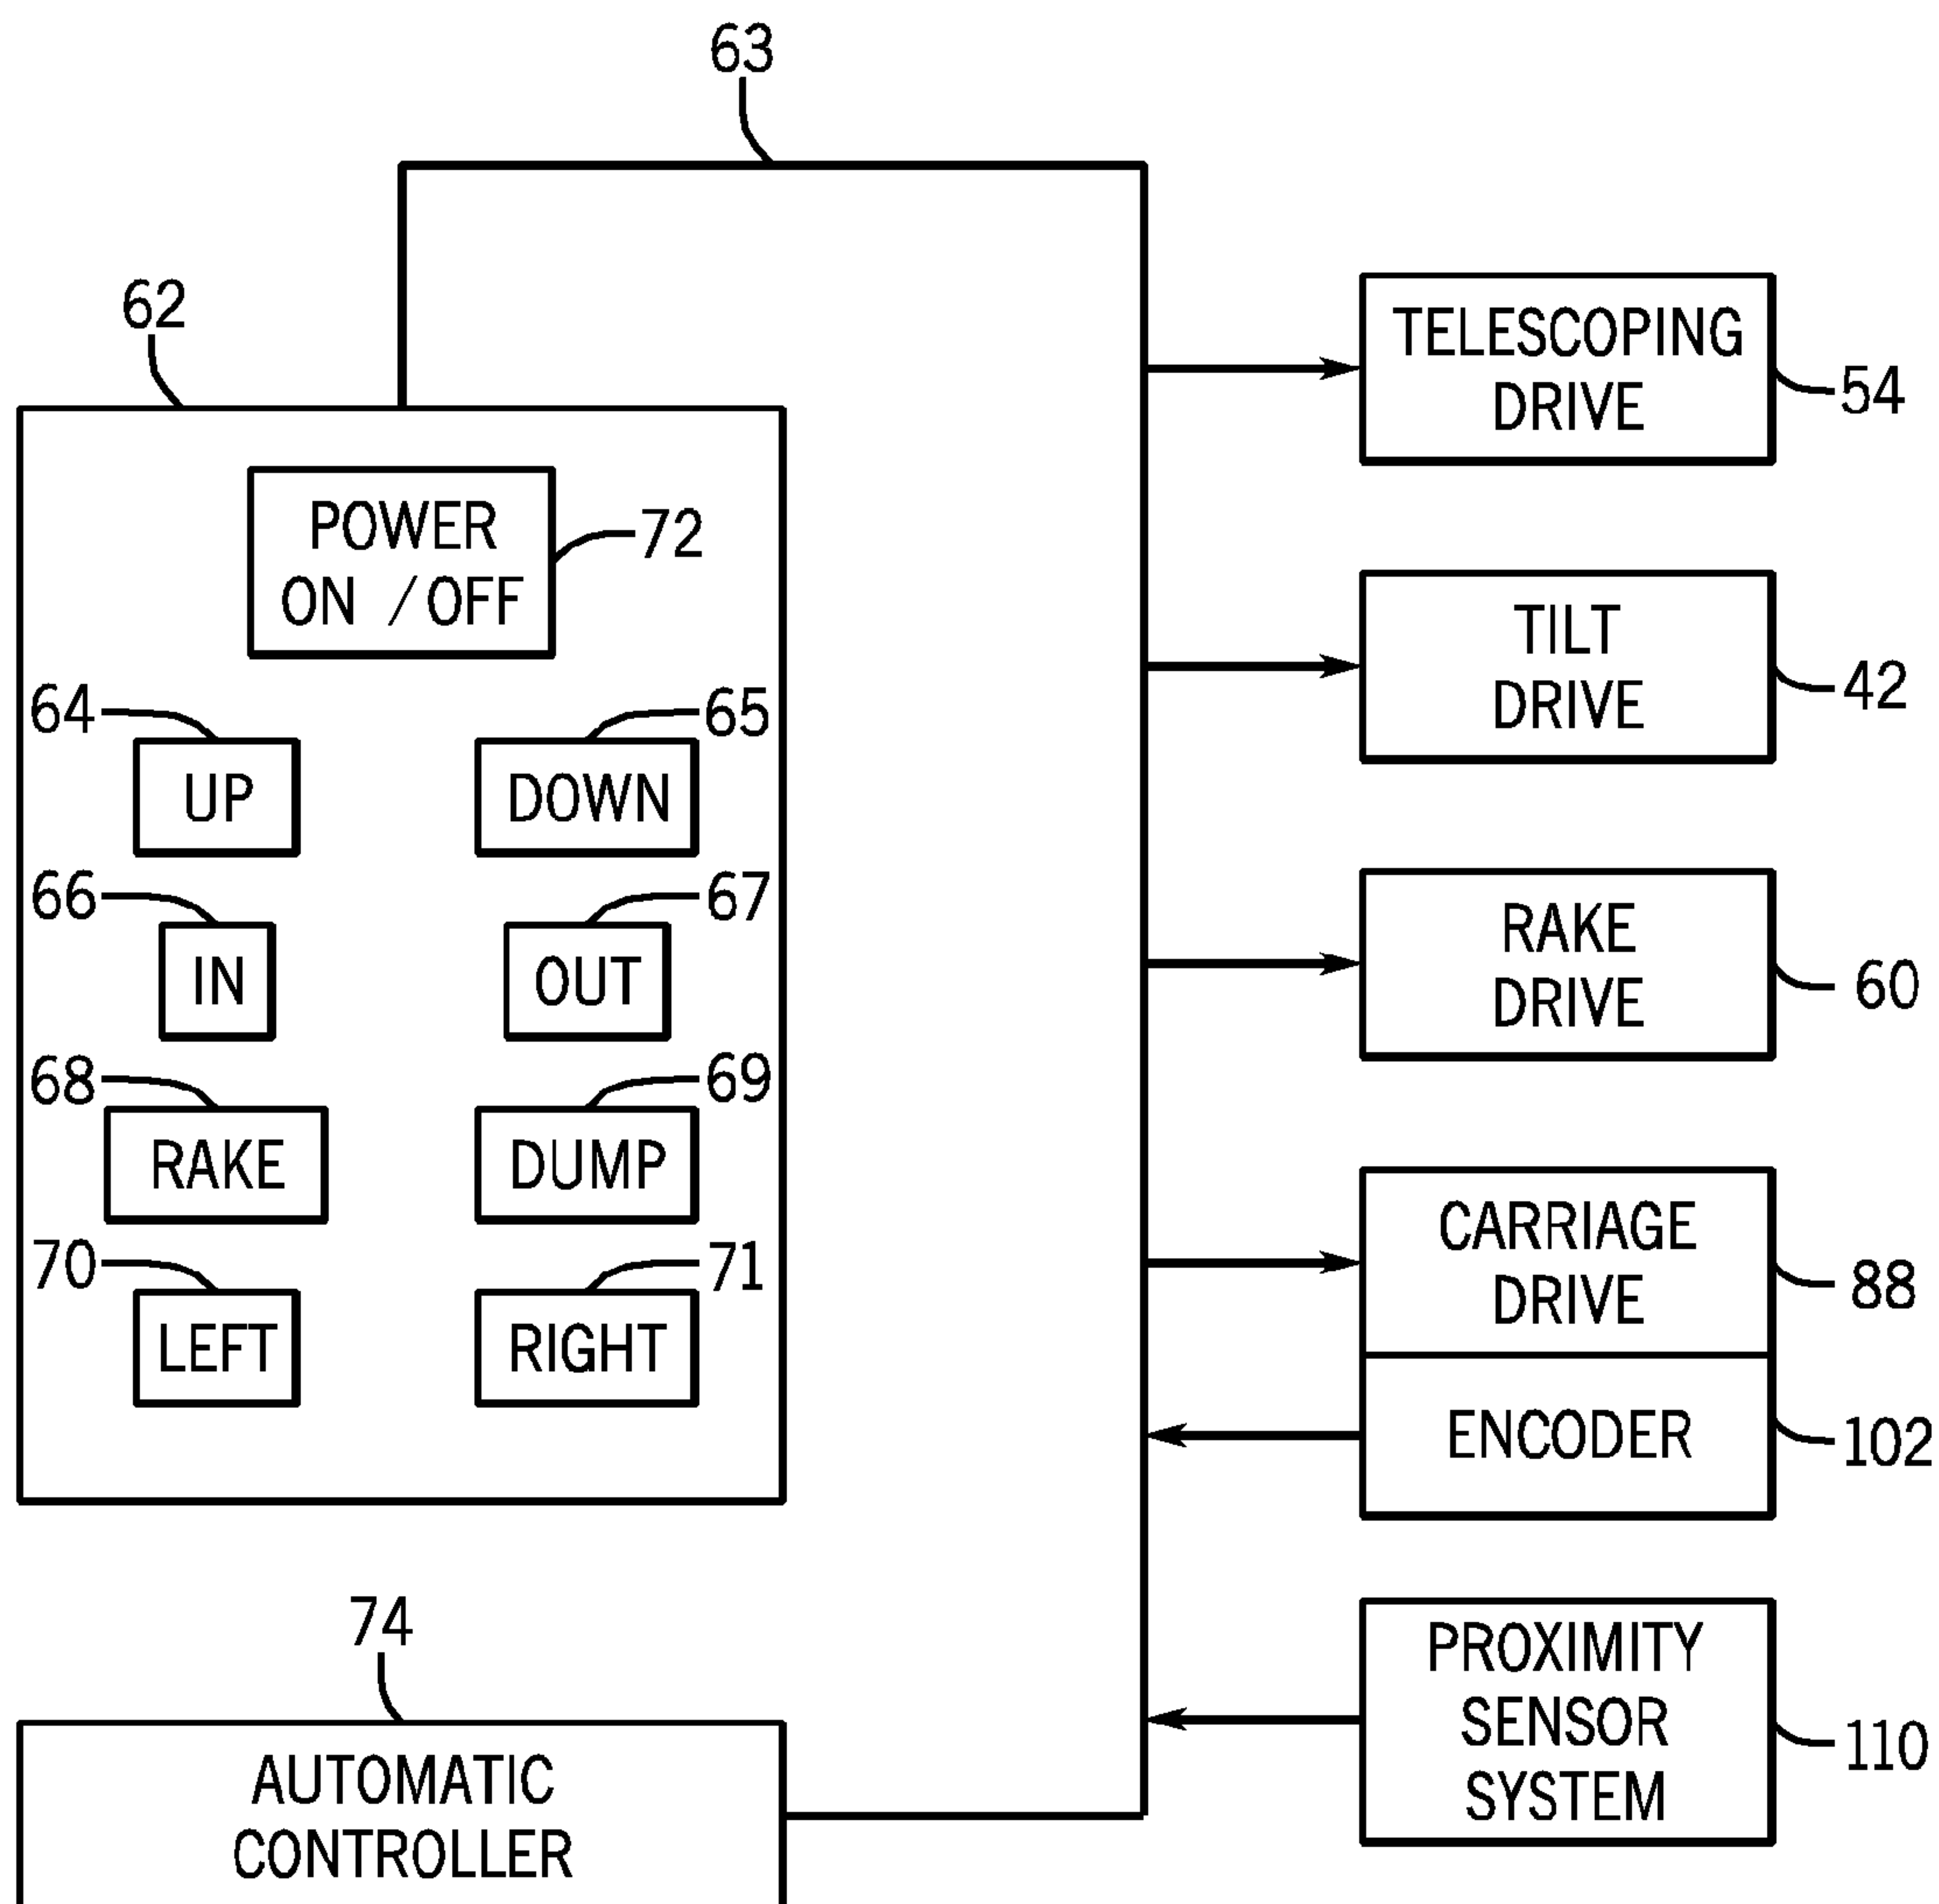 63
62
TELESCOPING
DRIVE
54
POWER
ON / OFF
72
TILT
DRIVE
42
64
65
UP
DOWN
66
67
IN
OUT
RAKE
DRIVE
60
68
69
RAKE
DUMP
70
71
LEFT
RIGHT
CARRIAGE
DRIVE
88
ENCODER
102
74
AUTOMATIC
CONTROLLER
PROXIMITY
SENSOR
SYSTEM
110